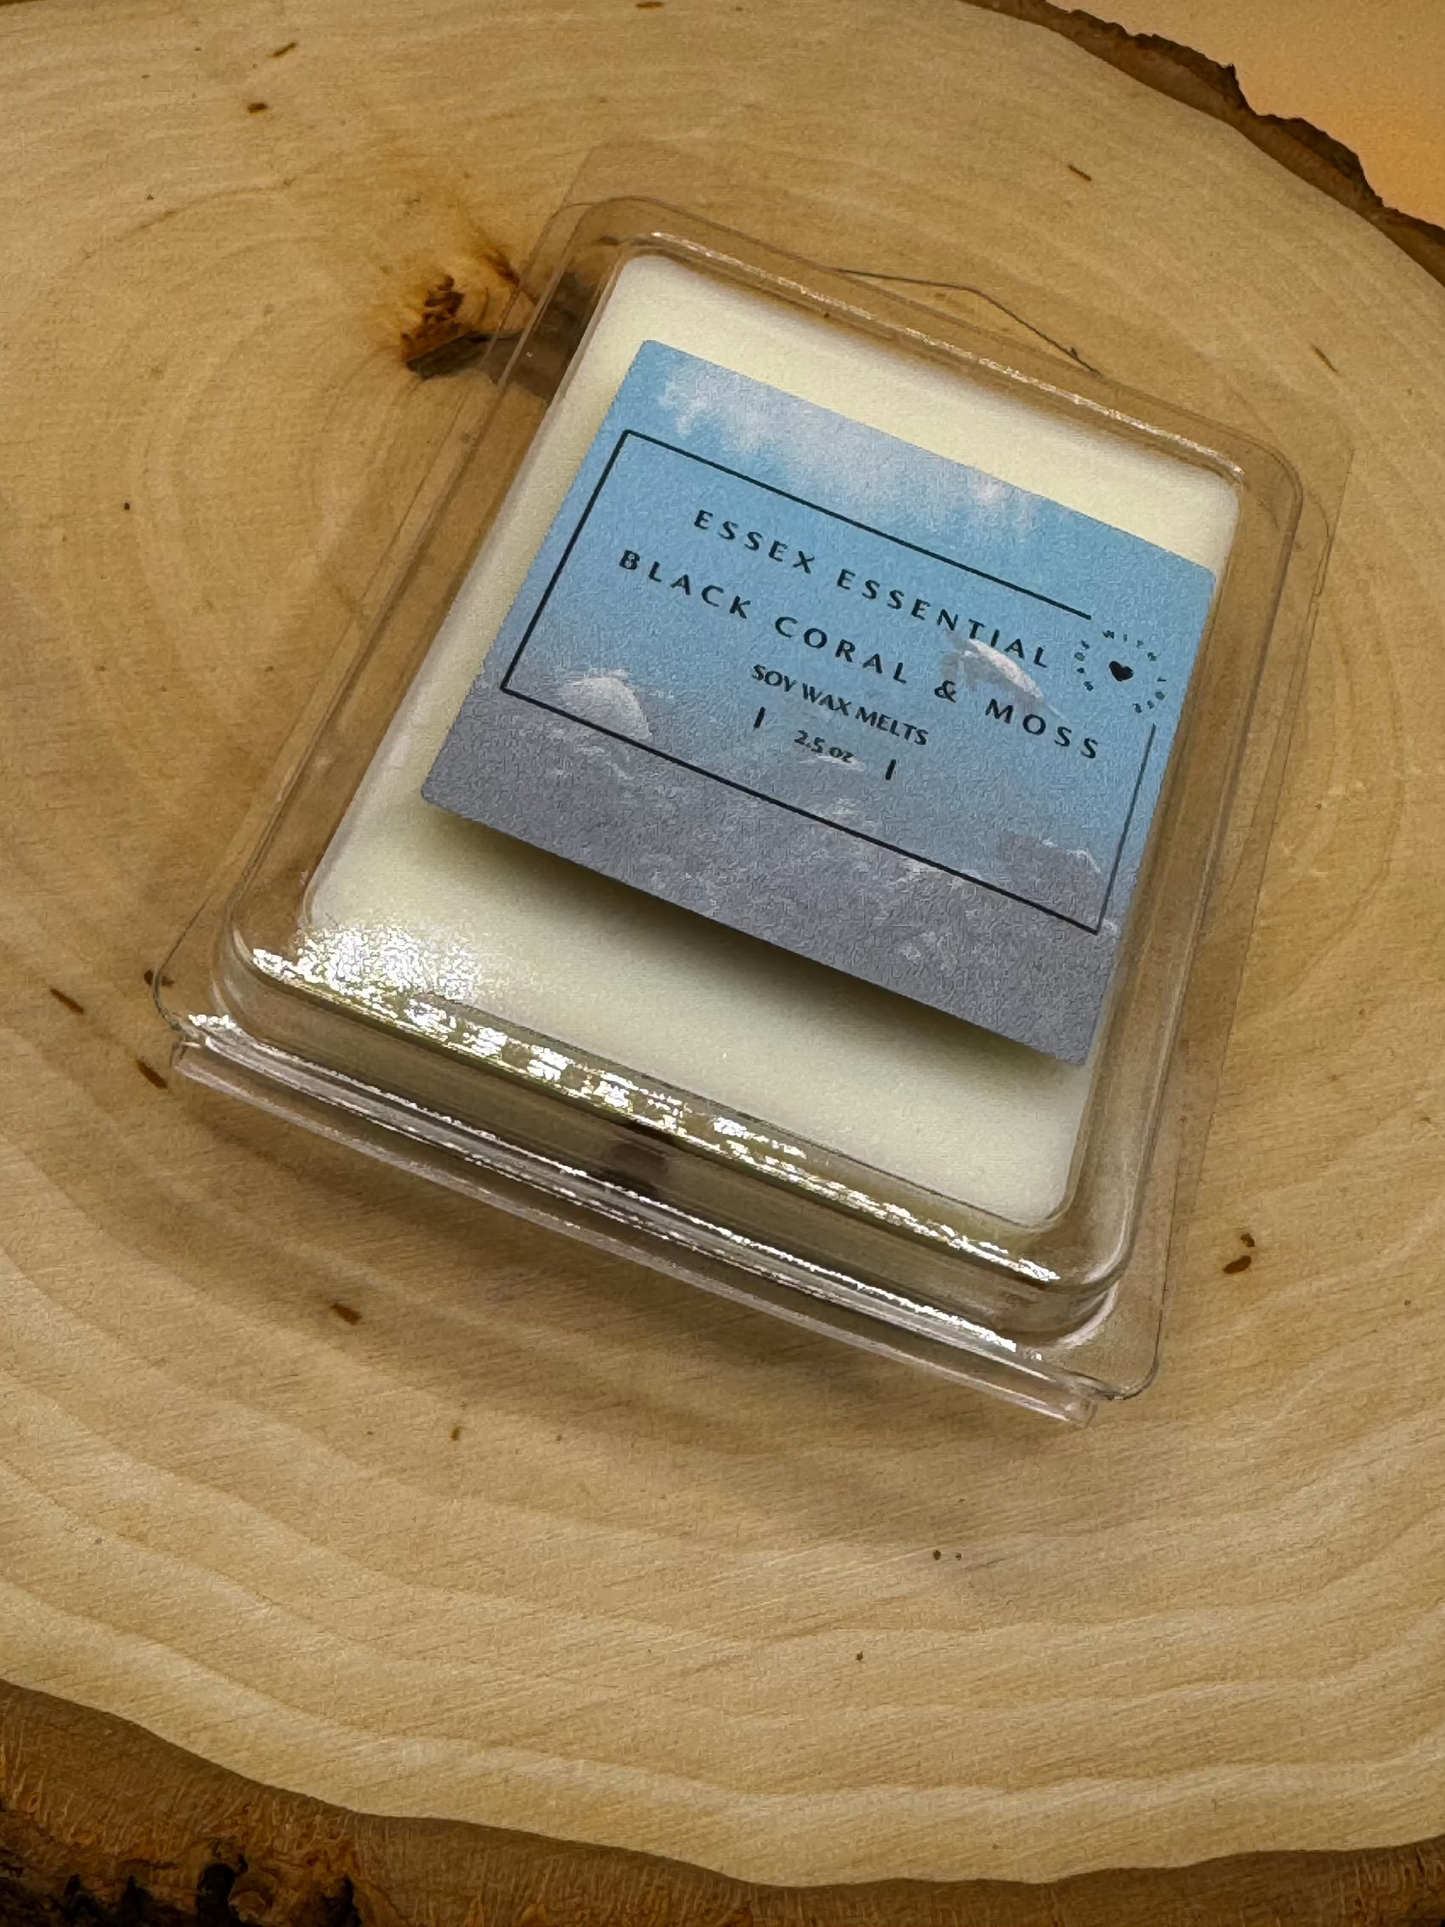 ESSEX ESSENTIAL
BLACK CORAL & MOSS
SOY WAX MELTS
2.5 oz